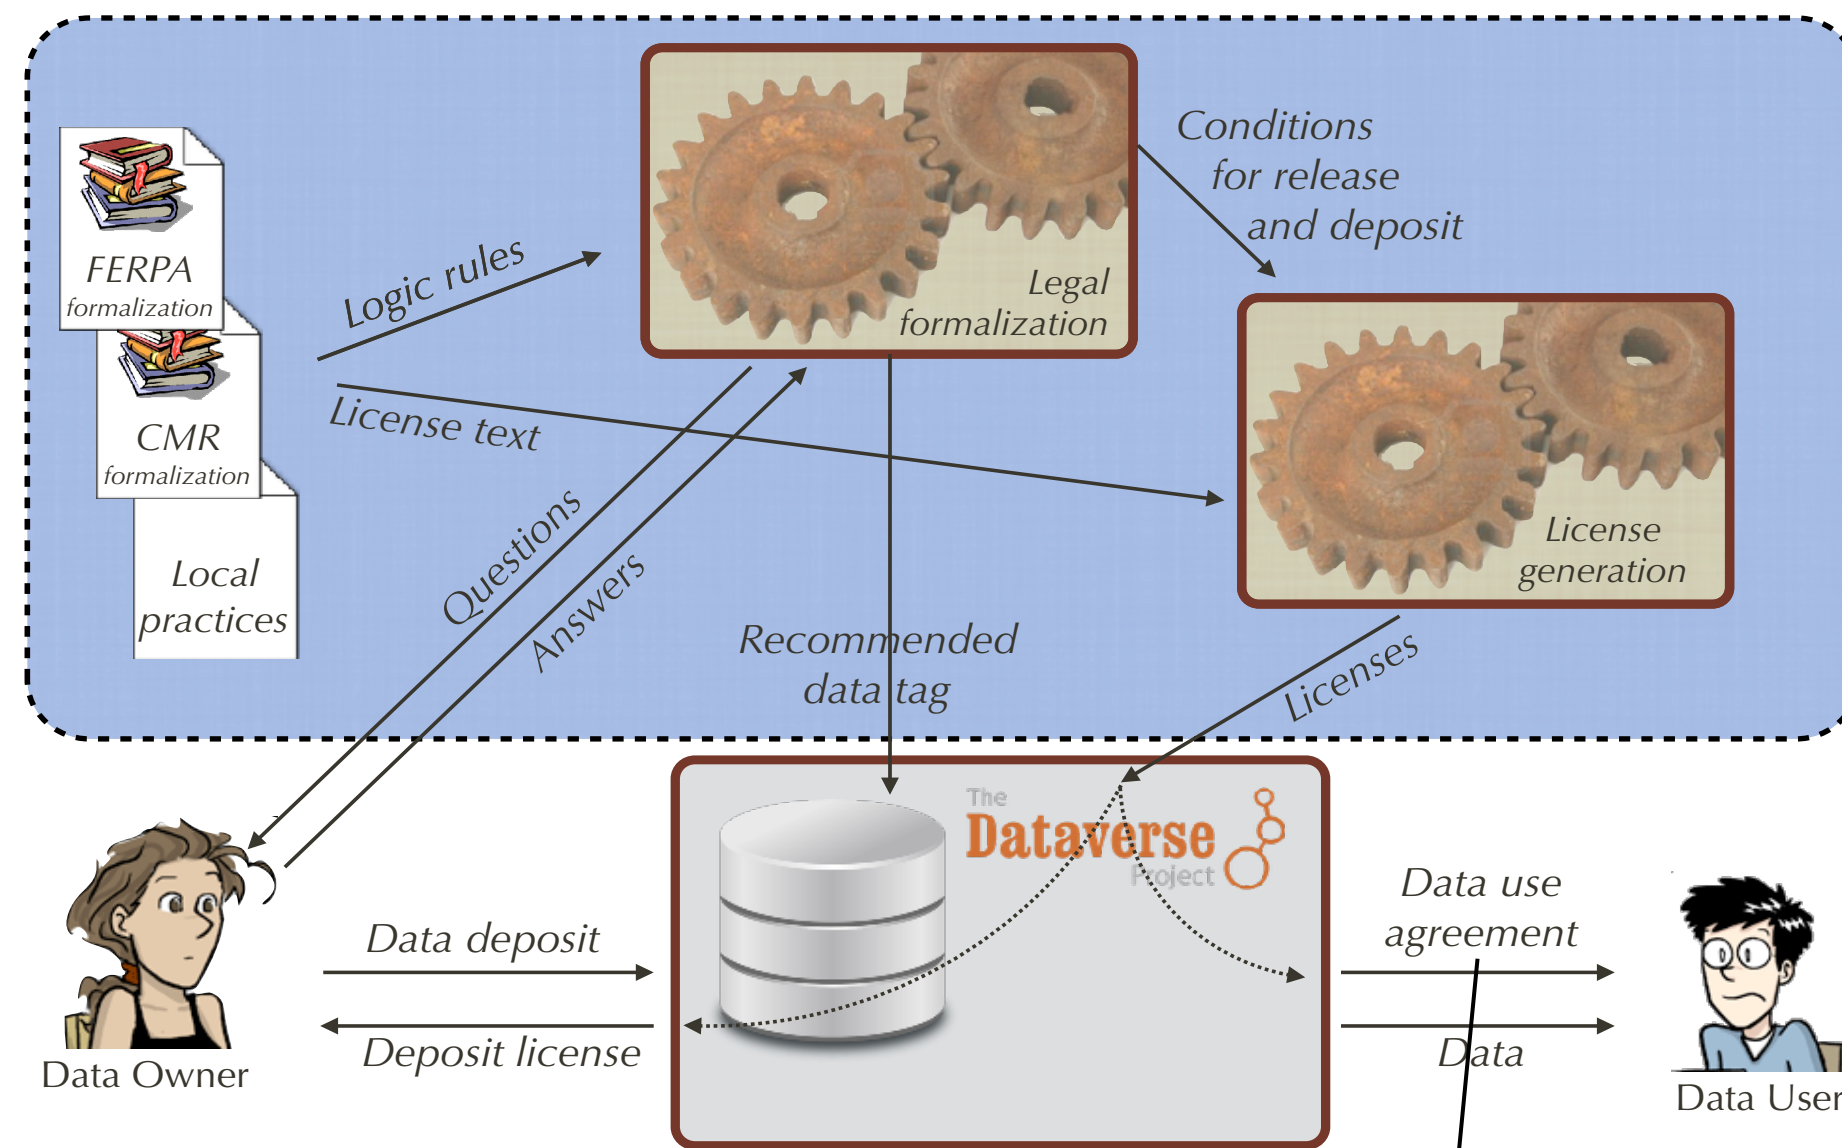 FERPA
formalization
CMR
formalization
Local
practices
Logic rules
License text
Legal
formalization
Conditions
for release
and deposit
License
generation
Questions
Answers
Recommended
data tag
Licenses
The
Dataverse
Project
Data deposit
Deposit license
Data Owner
Data use
agreement
Data
Data User